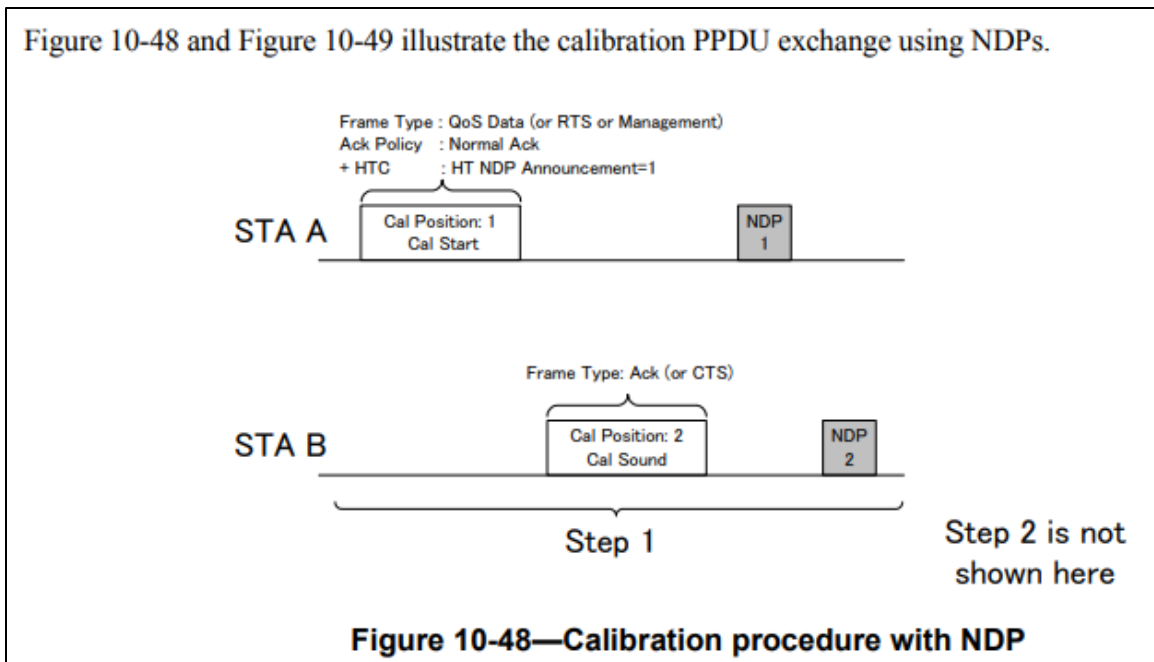 Figure 10-48 and Figure 10-49 illustrate the calibration PPDU exchange using NDPs.
Frame Type : QoS Data (or RTS or Management)
Ack Policy : Normal Ack
+ HTC : HT NDP Announcement=1
STA A
Cal Position: 1
Cal Start
NDP
1
Frame Type: Ack (or CTS)
STA B
Cal Position: 2
Cal Sound
NDP
2
Step 1
Step 2 is not
shown here
Figure 10-48—Calibration procedure with NDP